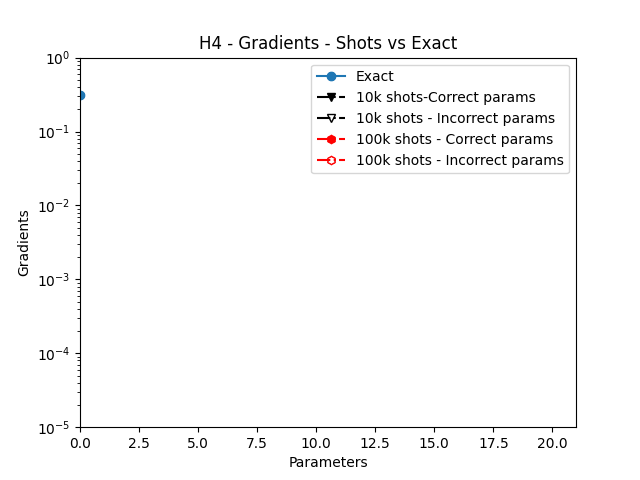 H4 - Gradients - Shots vs Exact
Exact
10k shots-Correct params
10k shots - Incorrect params
100k shots - Correct params
100k shots - Incorrect params
Gradients
10⁰
10⁻¹
10⁻²
10⁻³
10⁻⁴
10⁻⁵
0.0 2.5 5.0 7.5 10.0 12.5 15.0 17.5 20.0
Parameters